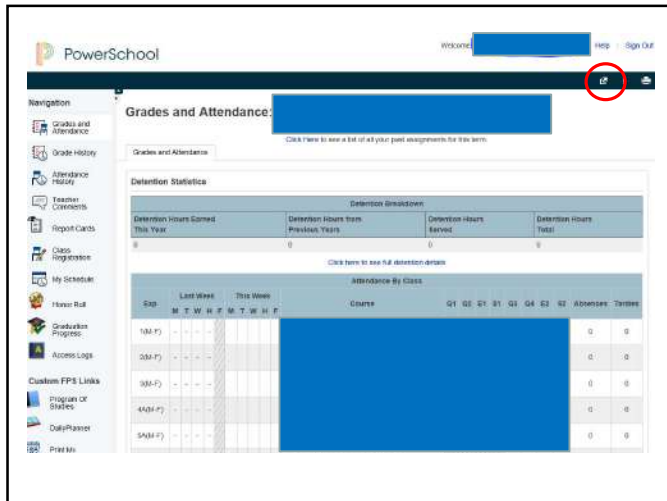 PowerSchool
Welcome,
Help
Sign Out
Navigation
Grades and Attendance
Grade History
Attendance History
Teacher Comments
Report Cards
Class Registration
My Schedule
Honor Roll
Graduation Progress
Access Logs
Custom FPS Links
Program Of Studies
DailyPlanner
Print My
Grades and Attendance:
Click Here to see a list of all your past assignments for this term.
Grades and Attendance
Detention Statistics
Detention Breakdown
Detention Hours Earned This Year
Detention Hours from Previous Years
Detention Hours Served
Detention Hours Total
0 0 0 0
Click here to see full detention details
Attendance By Class
Exp Last Week This Week Course Q1 Q2 E1 S1 Q3 Q4 E2 S2 Absences Tardies
M T W H F M T W H F
1(M-F) - - - - 0 0
2(M-F) - - - - 0 0
3(M-F) - - - - 0 0
4A(M-F) - - - - 0 0
5A(M-F) - - - - 0 0